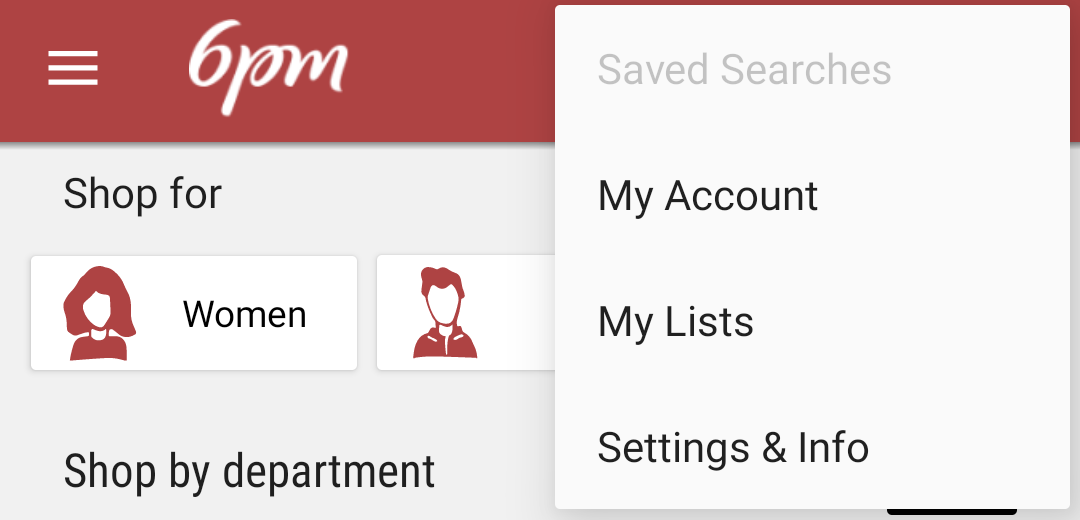 6pm
Saved Searches
My Account
My Lists
Settings & Info
Shop for
Women
Shop by department